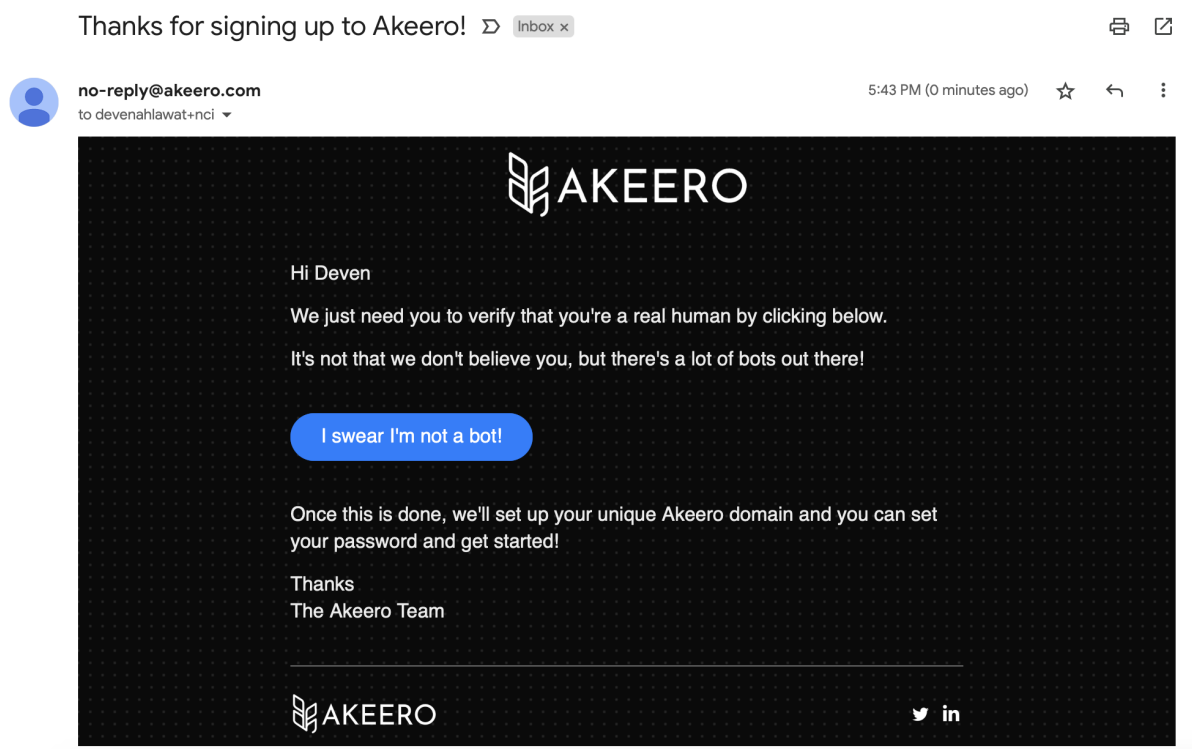 Thanks for signing up to Akeero! Inbox ×
no-reply@akeero.com 5:43 PM (0 minutes ago)
to devenahlawat+nci
AKEERO
Hi Deven
We just need you to verify that you're a real human by clicking below.
It's not that we don't believe you, but there's a lot of bots out there!
I swear I'm not a bot!
Once this is done, we'll set up your unique Akeero domain and you can set
your password and get started!
Thanks
The Akeero Team
AKEERO in